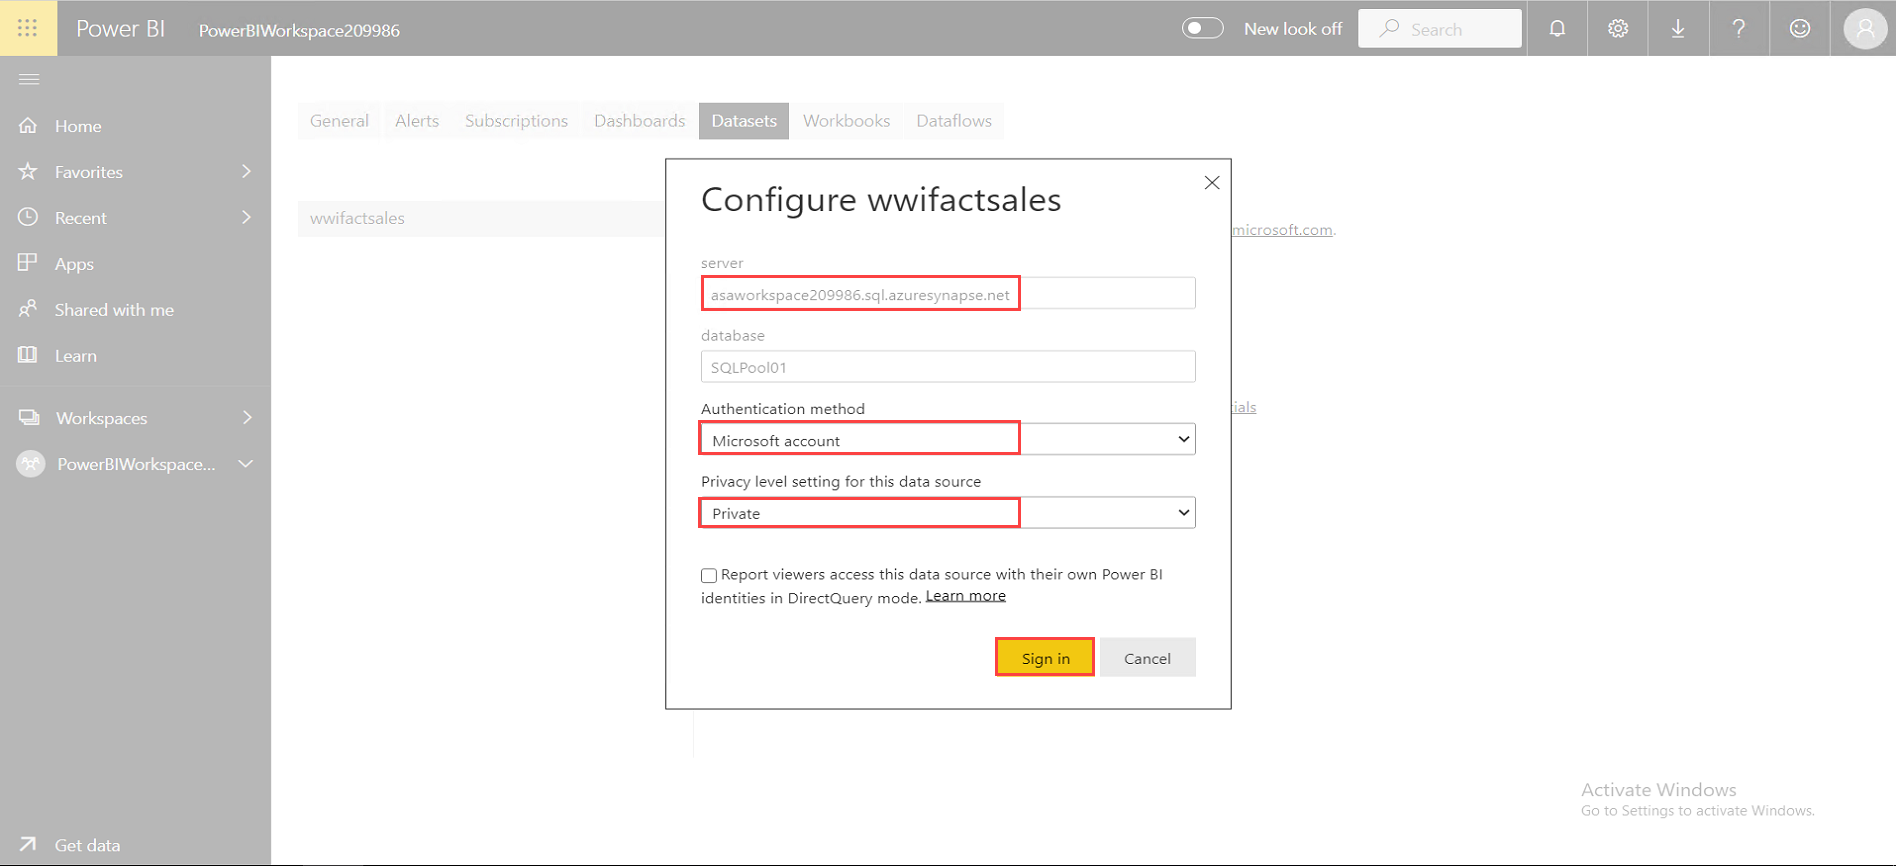 Power BI PowerBIWorkspace209986 New look off Search
Home
Favorites
Recent
Apps
Shared with me
Learn
Workspaces
PowerBIWorkspace...
Get data
General Alerts Subscriptions Dashboards Datasets Workbooks Dataflows
wwifactsales
microsoft.com.
ials
Configure wwifactsales
server
asaworkspace209986.sql.azuresynapse.net
database
SQLPool01
Authentication method
Microsoft account
Privacy level setting for this data source
Private
Report viewers access this data source with their own Power BI
identities in DirectQuery mode. Learn more
Sign in Cancel
Activate Windows
Go to Settings to activate Windows.